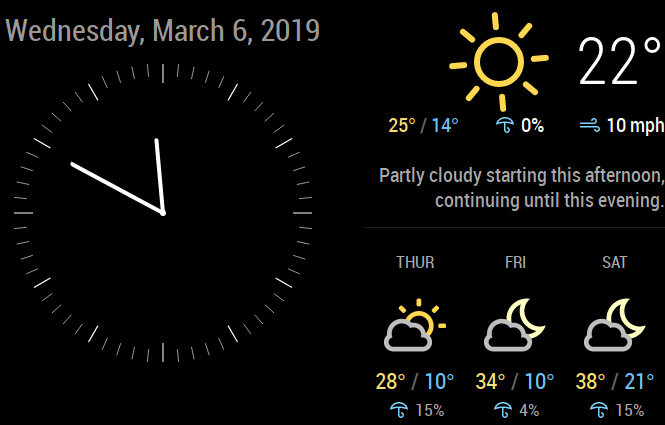 Wednesday, March 6, 2019
22°
25° / 14° 0% 10 mph
Partly cloudy starting this afternoon,
continuing until this evening.
THUR FRI SAT
28° / 10° 34° / 10° 38° / 21°
15% 4% 15%